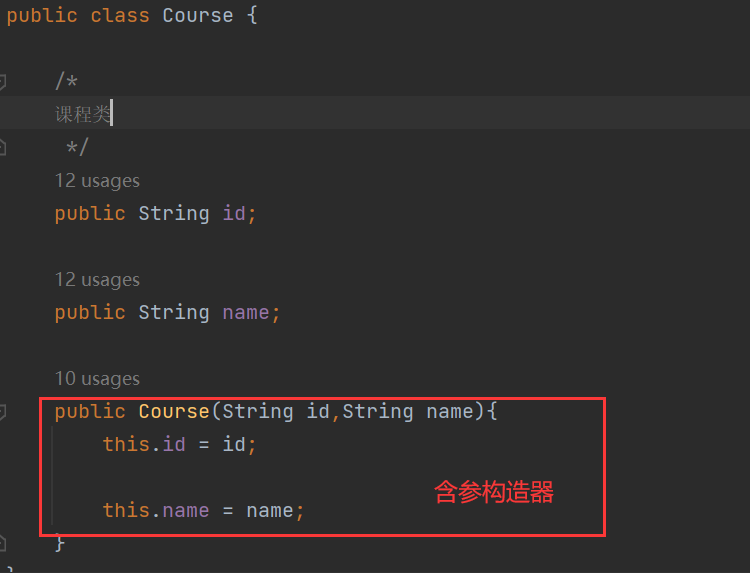 public class Course {
/*
课程类
*/
12 usages
public String id;
12 usages
public String name;
10 usages
public Course(String id,String name){
this.id = id;
this.name = name;
含参构造器
}
}